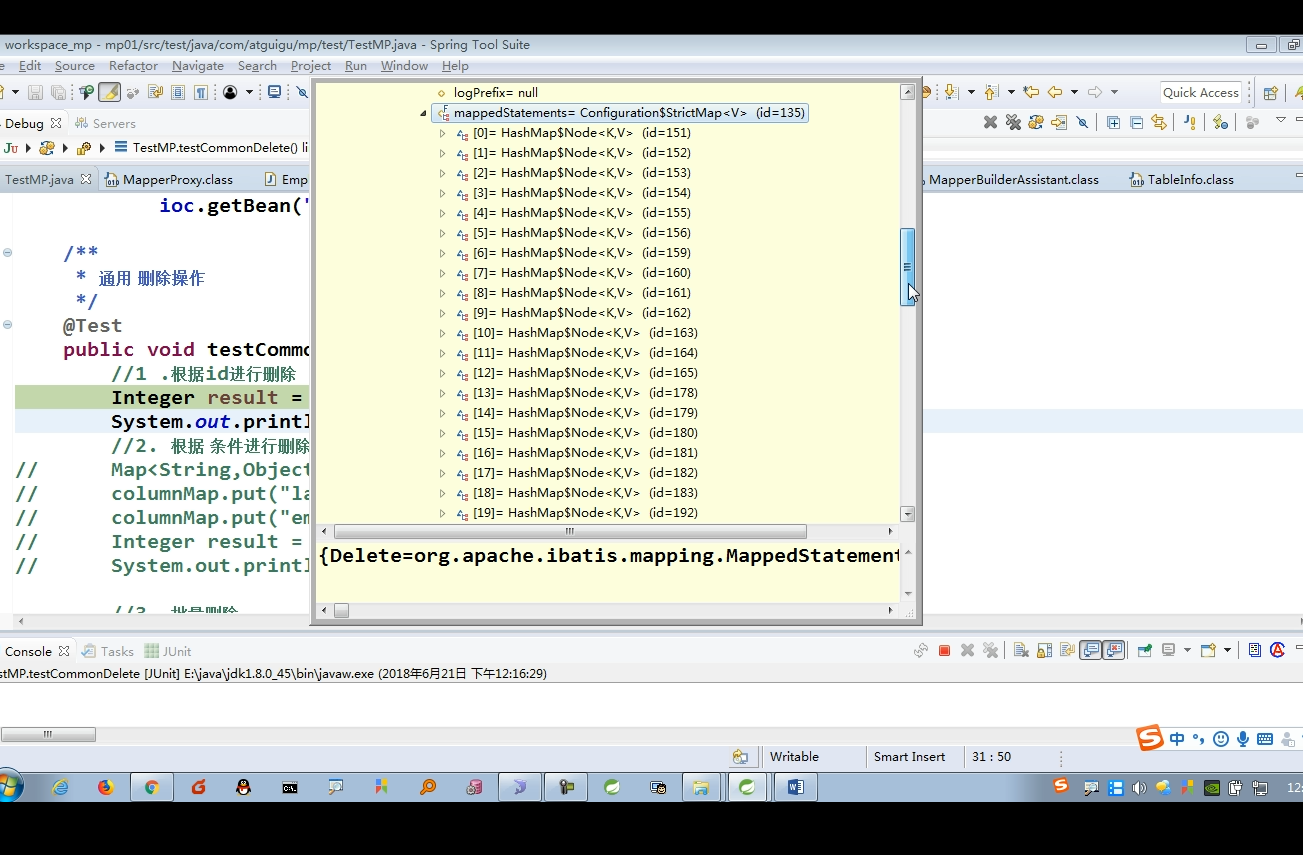 workspace_mp - mp01/src/test/java/com/atguigu/mp/test/TestMP.java - Spring Tool Suite
Edit Source Refactor Navigate Search Project Run Window Help
Quick Access
Debug Servers
Ju TestMP.testCommonDelete() li
TestMP.java MapperProxy.class Emp MapperBuilderAssistant.class TableInfo.class
logPrefix= null
mappedStatements= Configuration$StrictMap<V> (id=135)
[0]= HashMap$Node<K,V> (id=151)
[1]= HashMap$Node<K,V> (id=152)
[2]= HashMap$Node<K,V> (id=153)
[3]= HashMap$Node<K,V> (id=154)
[4]= HashMap$Node<K,V> (id=155)
[5]= HashMap$Node<K,V> (id=156)
[6]= HashMap$Node<K,V> (id=159)
[7]= HashMap$Node<K,V> (id=160)
[8]= HashMap$Node<K,V> (id=161)
[9]= HashMap$Node<K,V> (id=162)
[10]= HashMap$Node<K,V> (id=163)
[11]= HashMap$Node<K,V> (id=164)
[12]= HashMap$Node<K,V> (id=165)
[13]= HashMap$Node<K,V> (id=178)
[14]= HashMap$Node<K,V> (id=179)
[15]= HashMap$Node<K,V> (id=180)
[16]= HashMap$Node<K,V> (id=181)
[17]= HashMap$Node<K,V> (id=182)
[18]= HashMap$Node<K,V> (id=183)
[19]= HashMap$Node<K,V> (id=192)
{Delete=org.apache.ibatis.mapping.MappedStatement
ioc.getBean("
/**
* 通用 删除操作
*/
@Test
public void testCommo
//1 .根据id进行删除
Integer result =
System.out.printl
//2. 根据 条件进行删除
// Map<String,Object
// columnMap.put("la
// columnMap.put("em
// Integer result =
// System.out.printl
//3. 批量删除
Console Tasks JUnit
stMP.testCommonDelete [JUnit] E:\java\jdk1.8.0_45\bin\javaw.exe (2018年6月21日 下午12:16:29)
中
Writable Smart Insert 31 : 50
12: